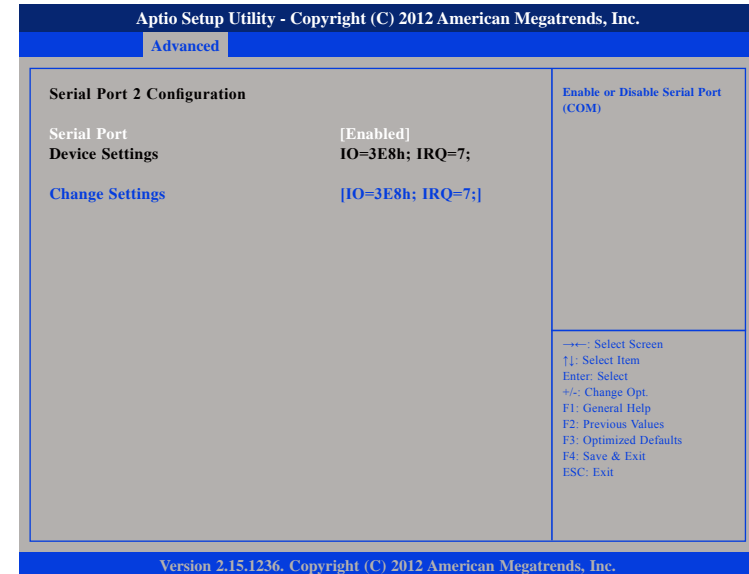 Aptio Setup Utility - Copyright (C) 2012 American Megatrends, Inc.
Advanced
Serial Port 2 Configuration
Serial Port [Enabled]
Device Settings IO=3E8h; IRQ=7;
Change Settings [IO=3E8h; IRQ=7;]
Enable or Disable Serial Port
(COM)
→←: Select Screen
↑↓: Select Item
Enter: Select
+/-: Change Opt.
F1: General Help
F2: Previous Values
F3: Optimized Defaults
F4: Save & Exit
ESC: Exit
Version 2.15.1236. Copyright (C) 2012 American Megatrends, Inc.